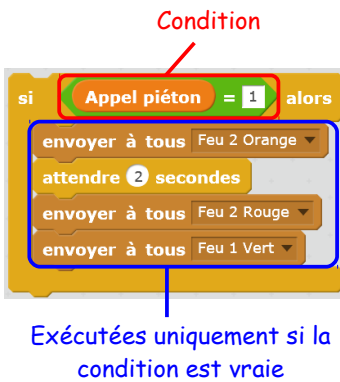 Condition
si Appel piéton = 1 alors
envoyer à tous Feu 2 Orange
attendre 2 secondes
envoyer à tous Feu 2 Rouge
envoyer à tous Feu 1 Vert
Exécutées uniquement si la
condition est vraie